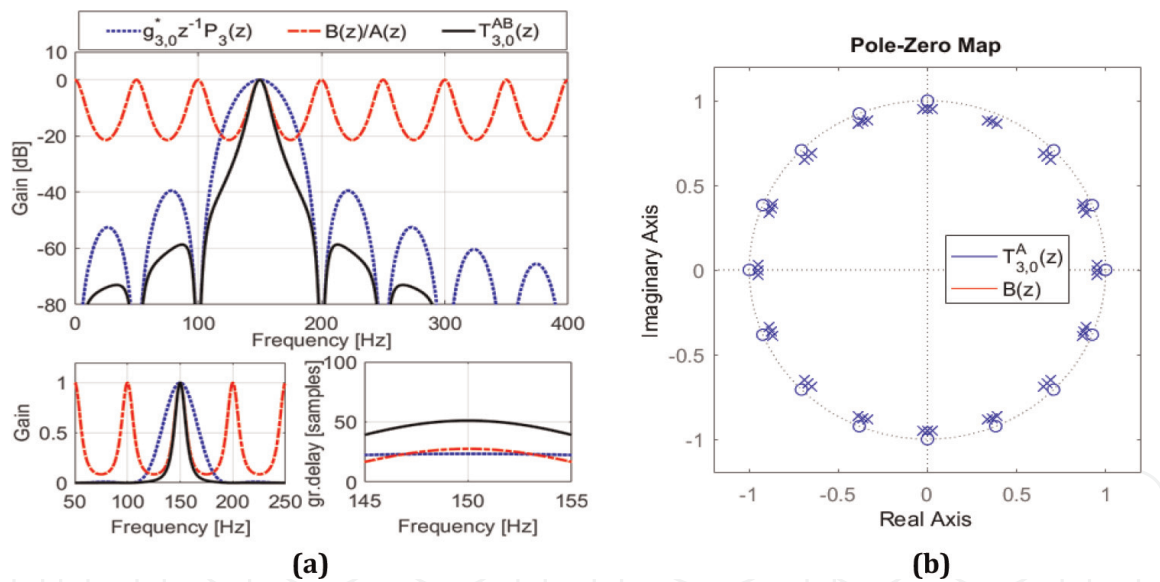 g*3,0z-1P3(z) B(z)/A(z) TAB3,0(z)
10
0
-20
-40
-60
-80
Gain [dB]
0 100 200 300 400
Frequency [Hz]
1
0.5
0
Gain
50 100 150 200 250
Frequency [Hz]
100
50
0
gr.delay [samples]
145 150 155
Frequency [Hz]
(a)
Pole-Zero Map
1
0.5
0
-0.5
-1
Imaginary Axis
TA3,0(z)
B(z)
-1 -0.5 0 0.5 1
Real Axis
(b)